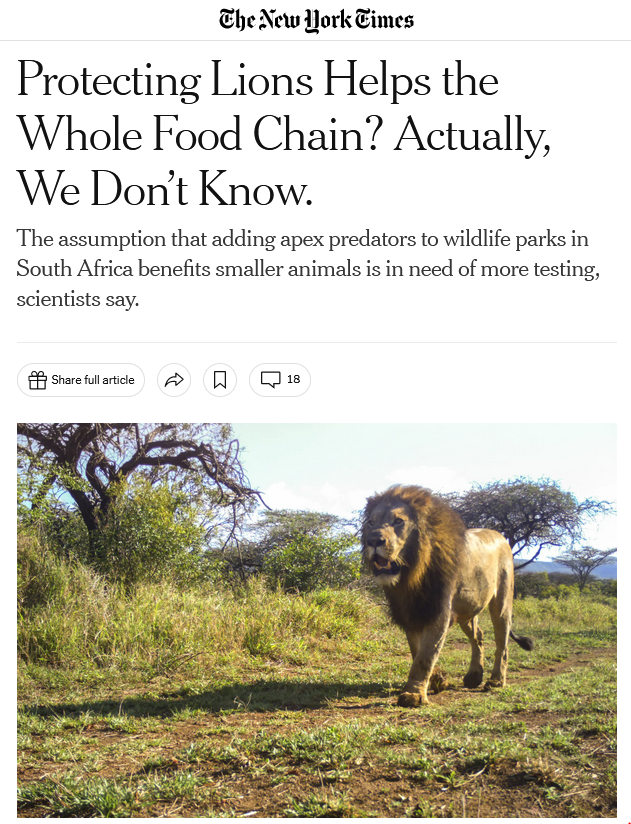 The New York Times
Protecting Lions Helps the
Whole Food Chain? Actually,
We Don’t Know.
The assumption that adding apex predators to wildlife parks in
South Africa benefits smaller animals is in need of more testing,
scientists say.
Share full article
18